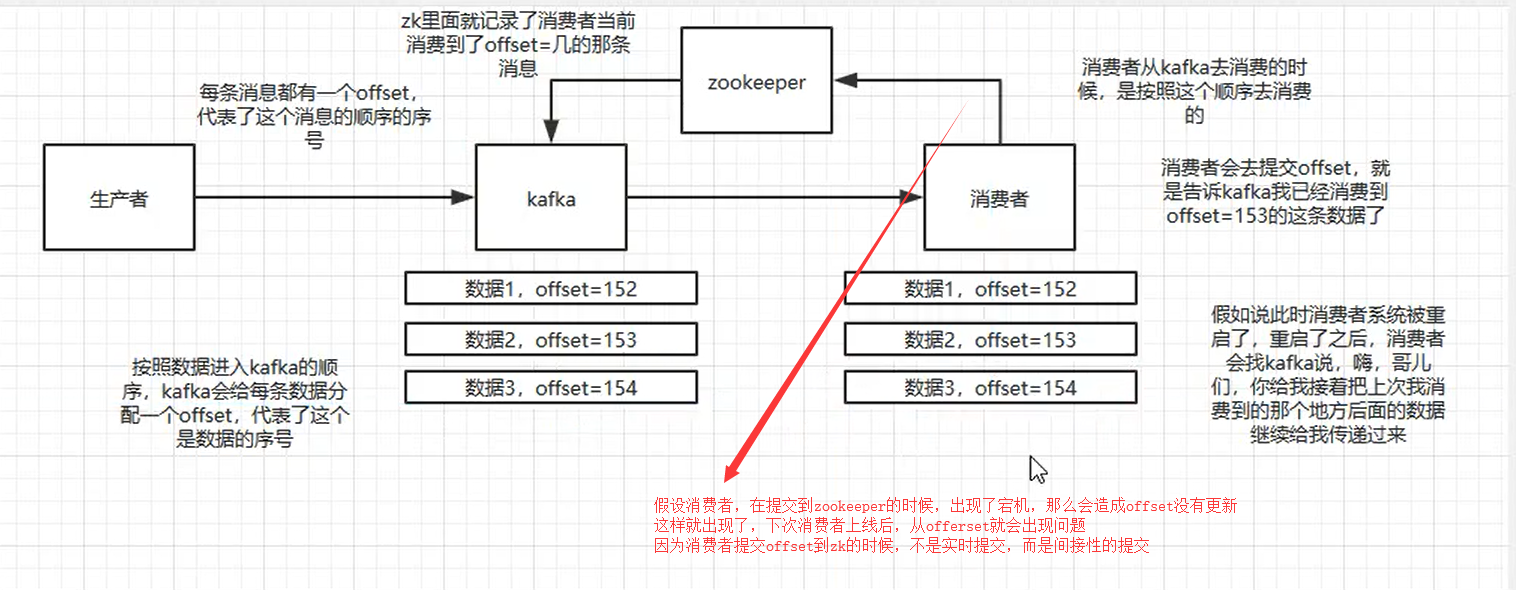 zk里面就记录了消费者当前
消费到了offset=几的那条
消息
zookeeper
消费者从kafka去消费的时
候，是按照这个顺序去消费
的
每条消息都有一个offset，
代表了这个消息的顺序的序
号
生产者
kafka
消费者
消费者会去提交offset，就
是告诉kafka我已经消费到
offset=153的这条数据了
数据1，offset=152
数据2，offset=153
数据3，offset=154
数据1，offset=152
数据2，offset=153
数据3，offset=154
按照数据进入kafka的顺
序，kafka会给每条数据分
配一个offset，代表了这个
是数据的序号
假如说此时消费者系统被重
启了，重启了之后，消费者
会找kafka说，嗨，哥儿
们，你给我接着把上次我消
费到的那个地方后面的数据
继续给我传递过来
假设消费者，在提交到zookeeper的时候，出现了宕机，那么会造成offset没有更新
这样就出现了，下次消费者上线后，从offerset就会出现问题
因为消费者提交offset到zk的时候，不是实时提交，而是间接性的提交